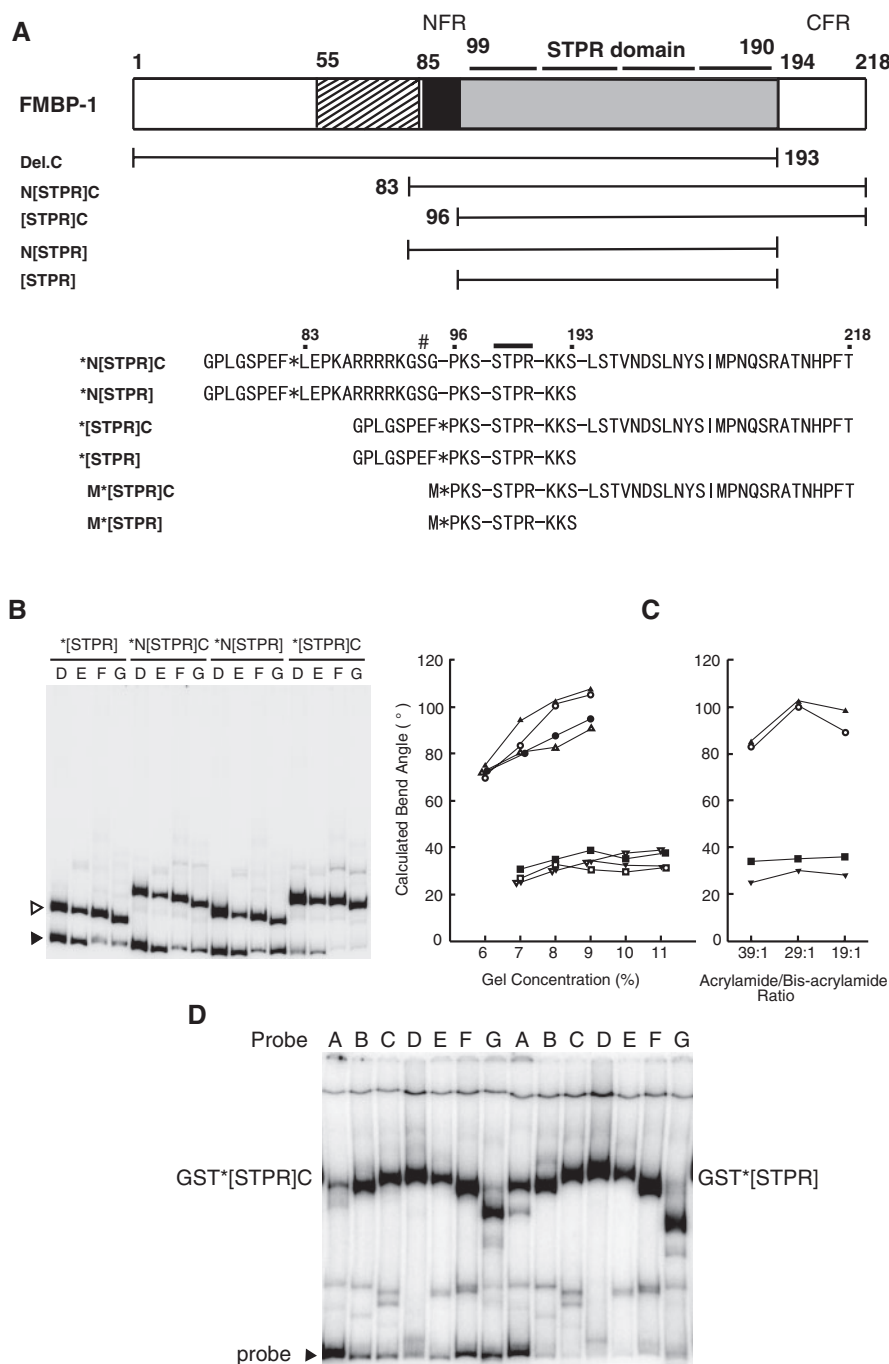 A
NFR
CFR
1 55 85 99 STPR domain 190 194 218
FMBP-1
Del.C 193
N[STPR]C 83
[STPR]C 96
N[STPR]
[STPR]
83 # 96 193 218
*N[STPR]C GPLGSPEF*LEPKARRRRKGSG-PKS-STPR-KKS-LSTVNDSLNYSIMPNQSRATNHPFT
*N[STPR] GPLGSPEF*LEPKARRRRKGSG-PKS-STPR-KKS
*[STPR]C GPLGSPEF*PKS-STPR-KKS-LSTVNDSLNYSIMPNQSRATNHPFT
*[STPR] GPLGSPEF*PKS-STPR-KKS
M*[STPR]C M*PKS-STPR-KKS-LSTVNDSLNYSIMPNQSRATNHPFT
M*[STPR] M*PKS-STPR-KKS
B
*[STPR] *N[STPR]C *N[STPR] *[STPR]C
D E F G D E F G D E F G D E F G
Calculated Bend Angle (°)
120
100
80
60
40
20
0
6 7 8 9 10 11
Gel Concentration (%)
C
120
100
80
60
40
20
0
39:1 29:1 19:1
Acrylamide/Bis-acrylamide
Ratio
D
Probe A B C D E F G A B C D E F G
GST*[STPR]C
GST*[STPR]
probe